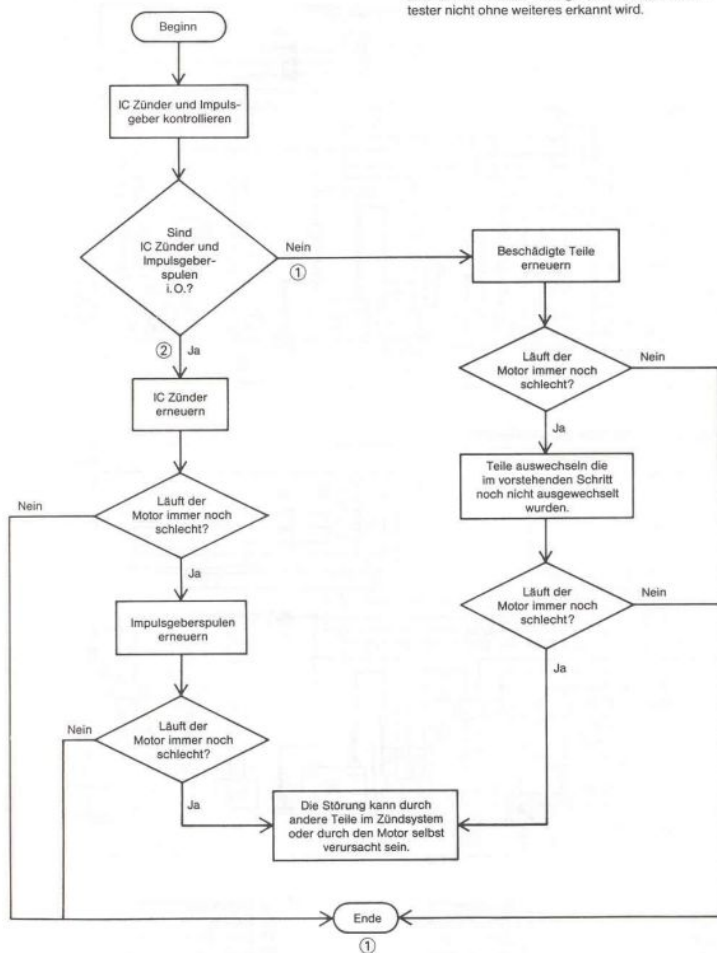 tester nicht ohne weiteres erkannt wird.
Beginn
IC Zünder und Impuls-
geber kontrollieren
Sind
IC Zünder und
Impulsgeber-
spulen
i.O.?
Nein
①
Beschädigte Teile
erneuern
② Ja
Läuft der
Motor immer noch
schlecht?
Nein
IC Zünder
erneuern
Ja
Teile auswechseln die
im vorstehenden Schritt
noch nicht ausgewechselt
wurden.
Nein
Läuft der
Motor immer noch
schlecht?
Ja
Läuft der
Motor immer noch
schlecht?
Nein
Impulsgeberspulen
erneuern
Ja
Nein
Läuft der
Motor immer noch
schlecht?
Ja
Die Störung kann durch
andere Teile im Zündsystem
oder durch den Motor selbst
verursacht sein.
Ende
①